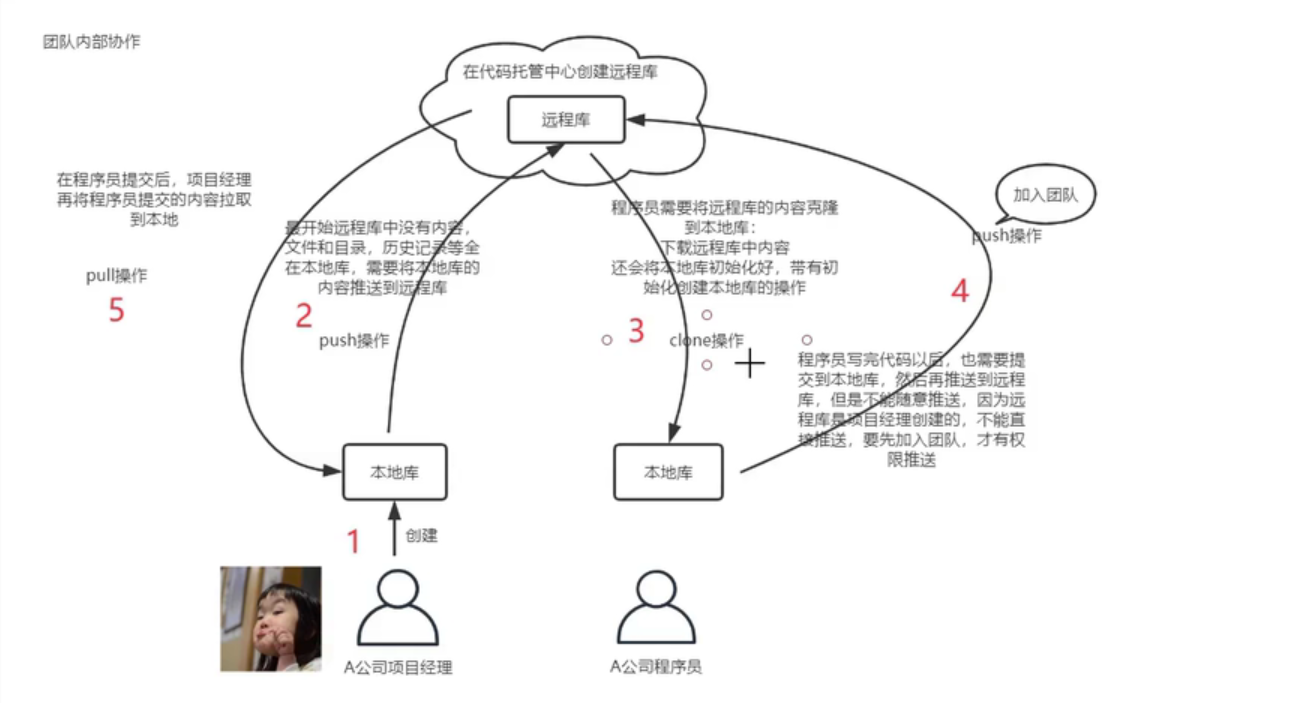 团队内部协作
在代码托管中心创建远程库
远程库
在程序员提交后，项目经理
再将程序员提交的内容拉取
到本地
pull操作
5
最开始远程库中没有内容，
文件和目录，历史记录等全
在本地库，需要将本地库的
内容推送到远程库
2
push操作
程序员需要将远程库的内容克隆
到本地库：
下载远程库中内容
还会将本地库初始化好，带有初
始化创建本地库的操作
3
clone操作
加入团队
push操作
4
程序员写完代码以后，也需要提
交到本地库，然后再推送到远程
库，但是不能随意推送，因为远
程库是项目经理创建的，不能直
接推送，要先加入团队，才有权
限推送
本地库
本地库
1
创建
A公司项目经理
A公司程序员